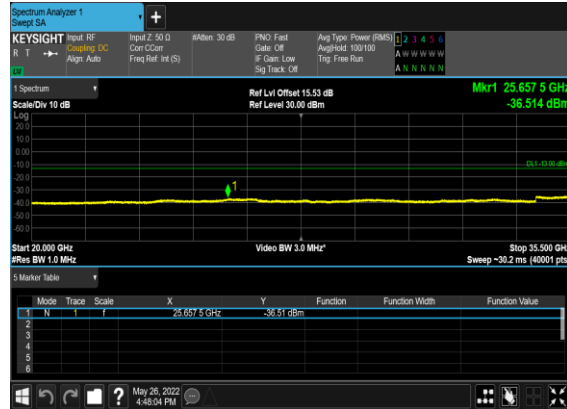 Spectrum Analyzer 1
Swept SA
+
KEYSIGHT Input: RF Input Z: 50 Ω #Atten: 30 dB PNO: Fast Avg Type: Power (RMS) 1 2 3 4 5 6
R T Coupling: DC Corr CCorr Gate: Off Avg|Hold: 100/100 A W W W W W
Align: Auto Freq Ref: Int (S) IF Gain: Low Trig: Free Run
Sig Track: Off A N N N N N
1 Spectrum Ref Lvl Offset 15.53 dB Mkr1 25.657 5 GHz
Scale/Div 10 dB Ref Level 30.00 dBm -36.514 dBm
Log
20.0
10.0
0.00
-10.0
DL1 -13.00 dBm
-20.0
-30.0
1
-40.0
-50.0
-60.0
Start 20.000 GHz Video BW 3.0 MHz* Stop 35.500 GHz
#Res BW 1.0 MHz Sweep ~30.2 ms (40001 pts)
5 Marker Table
Mode Trace Scale X Y Function Function Width Function Value
1 N 1 f 25.657 5 GHz -36.51 dBm
2
3
4
5
6
? May 26, 2022
4:48:04 PM